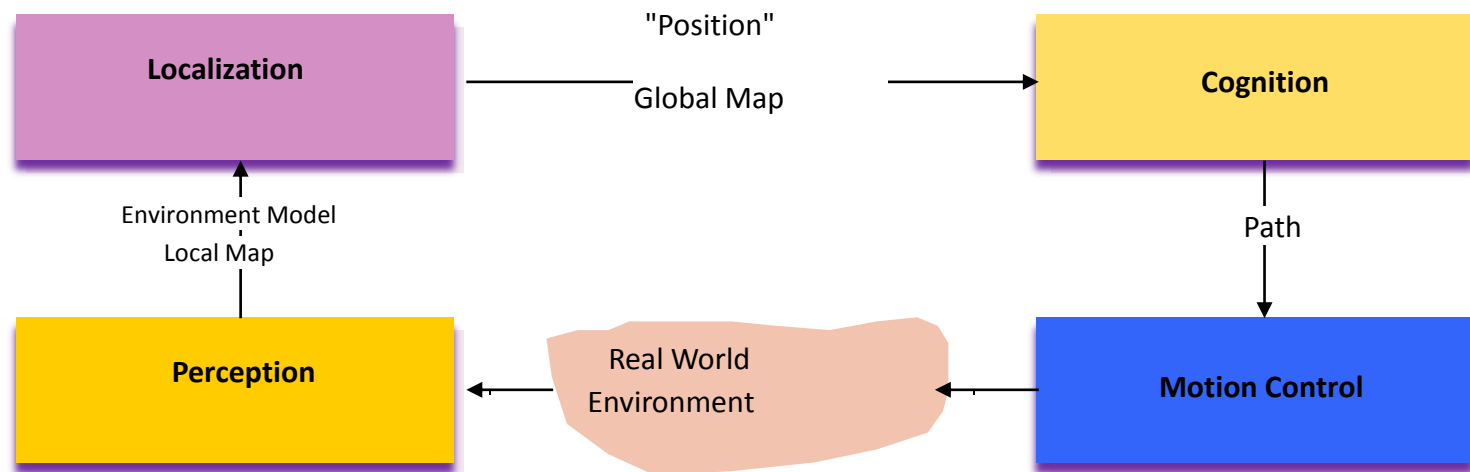 "Position"
Localization
Global Map
Cognition
Environment Model
Local Map
Path
Perception
Real World
Environment
Motion Control